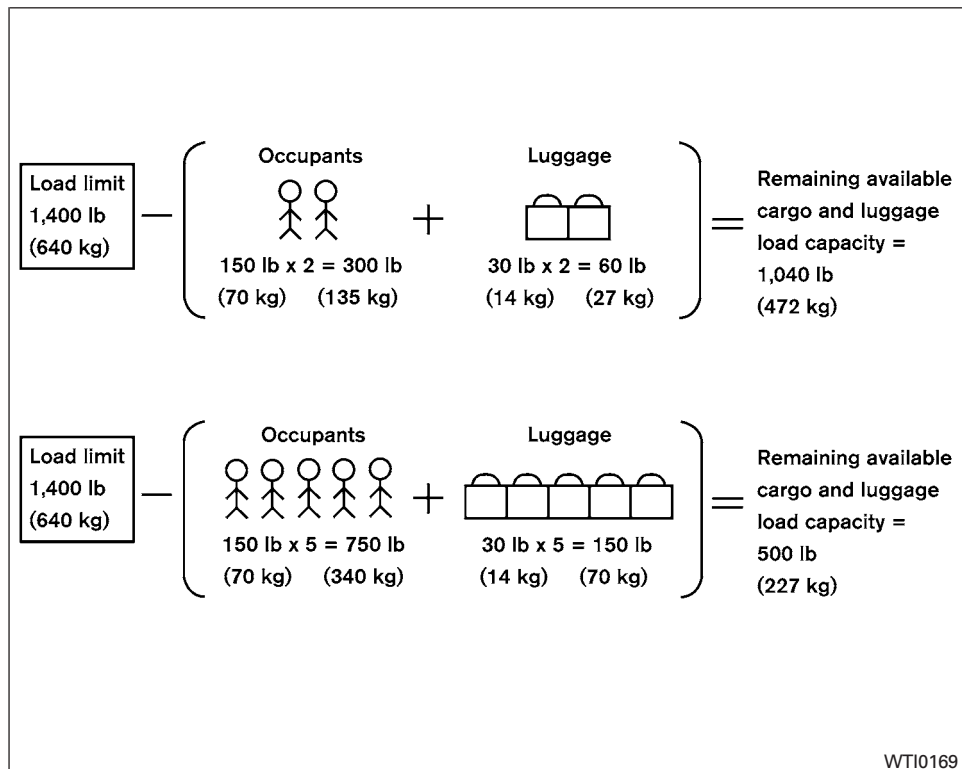 Occupants
Luggage
Load limit
1,400 lb
(640 kg)
150 lb x 2 = 300 lb
(70 kg) (135 kg)
30 lb x 2 = 60 lb
(14 kg) (27 kg)
Remaining available
cargo and luggage
load capacity =
1,040 lb
(472 kg)
Occupants
Luggage
Load limit
1,400 lb
(640 kg)
150 lb x 5 = 750 lb
(70 kg) (340 kg)
30 lb x 5 = 150 lb
(14 kg) (70 kg)
Remaining available
cargo and luggage
load capacity =
500 lb
(227 kg)
WTI0169